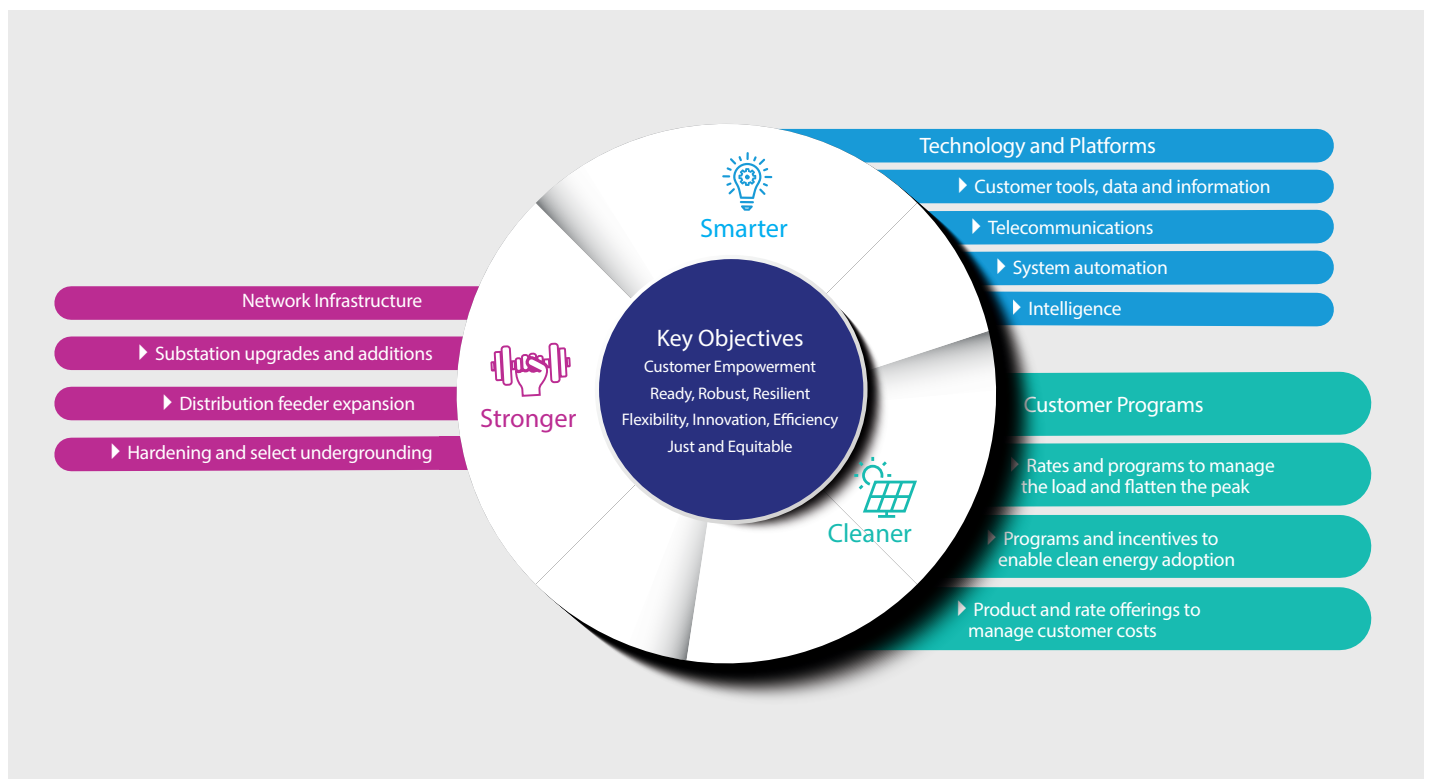 Technology and Platforms
Customer tools, data and information
Telecommunications
System automation
Intelligence
Smarter
Network Infrastructure
Substation upgrades and additions
Distribution feeder expansion
Hardening and select undergrounding
Stronger
Key Objectives
Customer Empowerment
Ready, Robust, Resilient
Flexibility, Innovation, Efficiency
Just and Equitable
Cleaner
Customer Programs
Rates and programs to manage
the load and flatten the peak
Programs and incentives to
enable clean energy adoption
Product and rate offerings to
manage customer costs